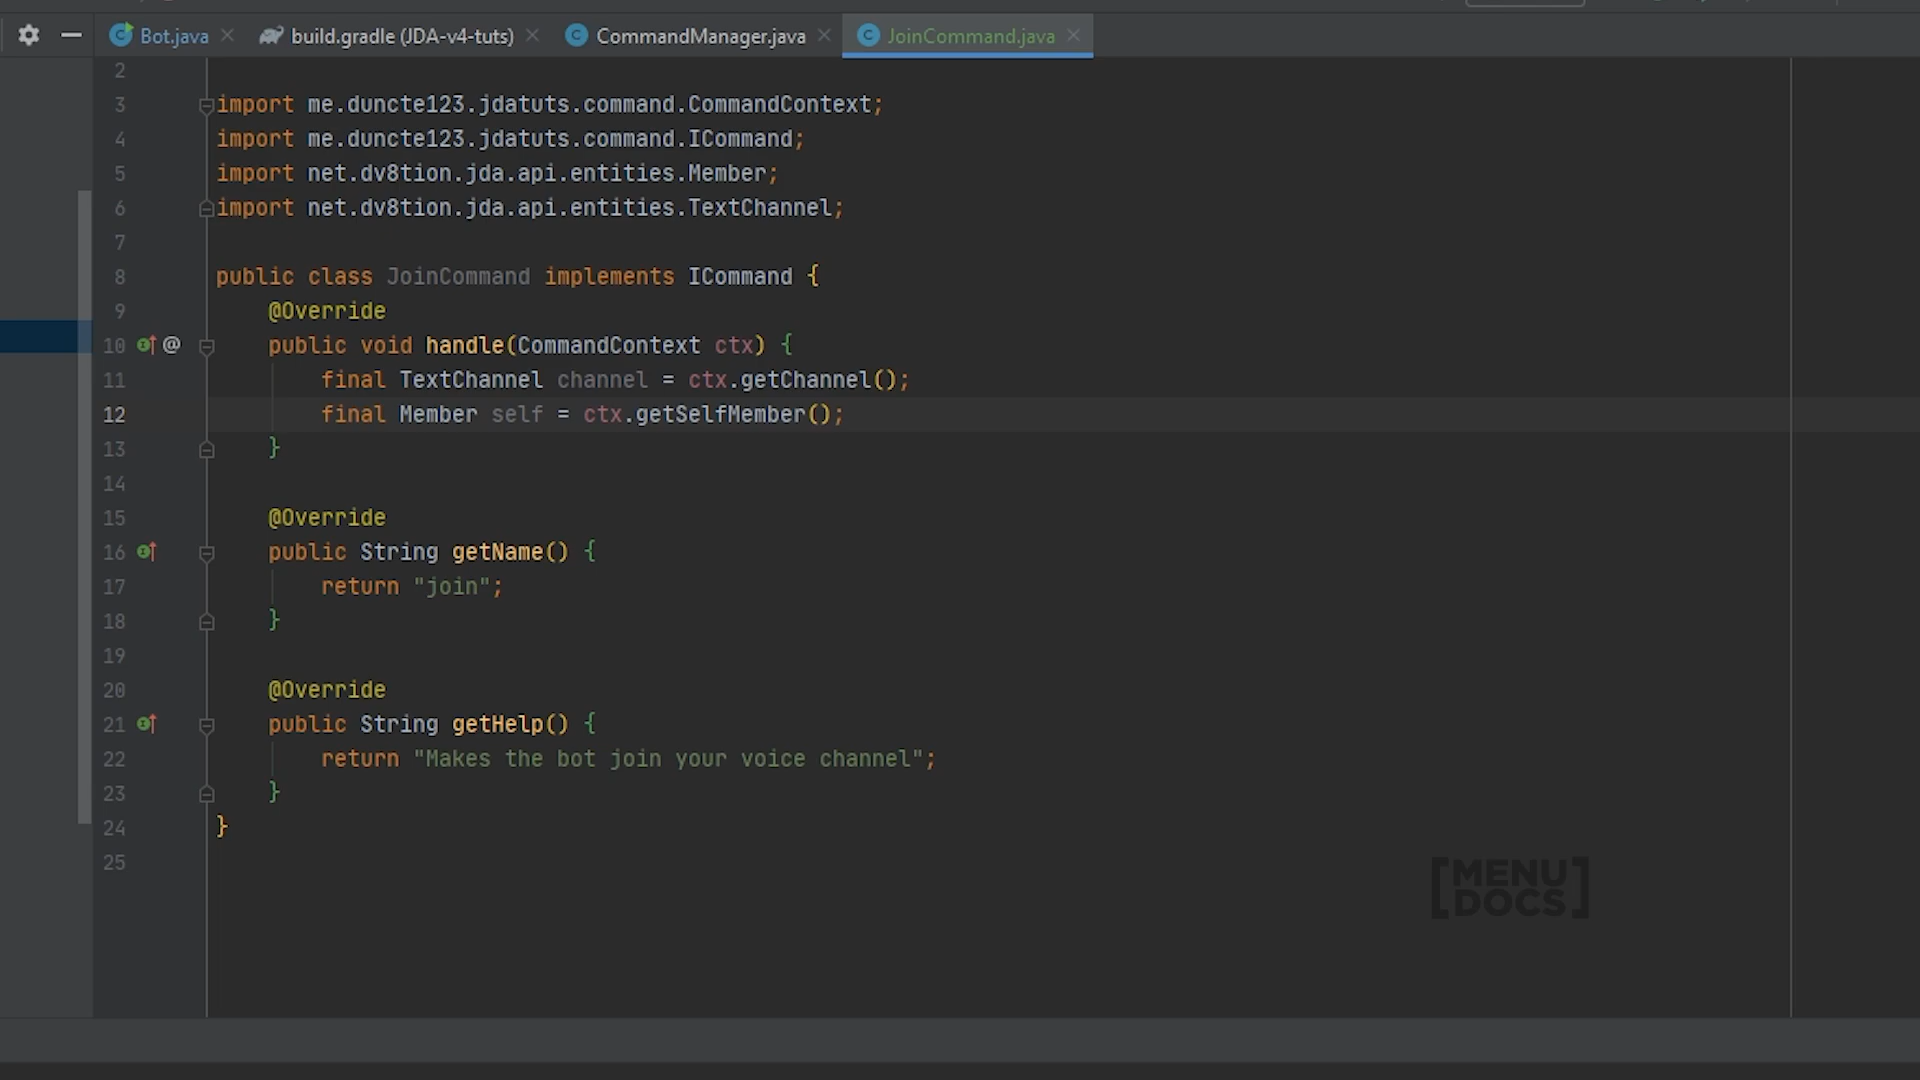 Bot.java
build.gradle (JDA-v4-tuts)
CommandManager.java
JoinCommand.java
2
3 import me.duncte123.jdatuts.command.CommandContext;
4 import me.duncte123.jdatuts.command.ICommand;
5 import net.dv8tion.jda.api.entities.Member;
6 import net.dv8tion.jda.api.entities.TextChannel;
7
8 public class JoinCommand implements ICommand {
9 @Override
10 @ public void handle(CommandContext ctx) {
11 final TextChannel channel = ctx.getChannel();
12 final Member self = ctx.getSelfMember();
13 }
14
15 @Override
16 public String getName() {
17 return "join";
18 }
19
20 @Override
21 public String getHelp() {
22 return "Makes the bot join your voice channel";
23 }
24 }
25
[MENU
DOCS]